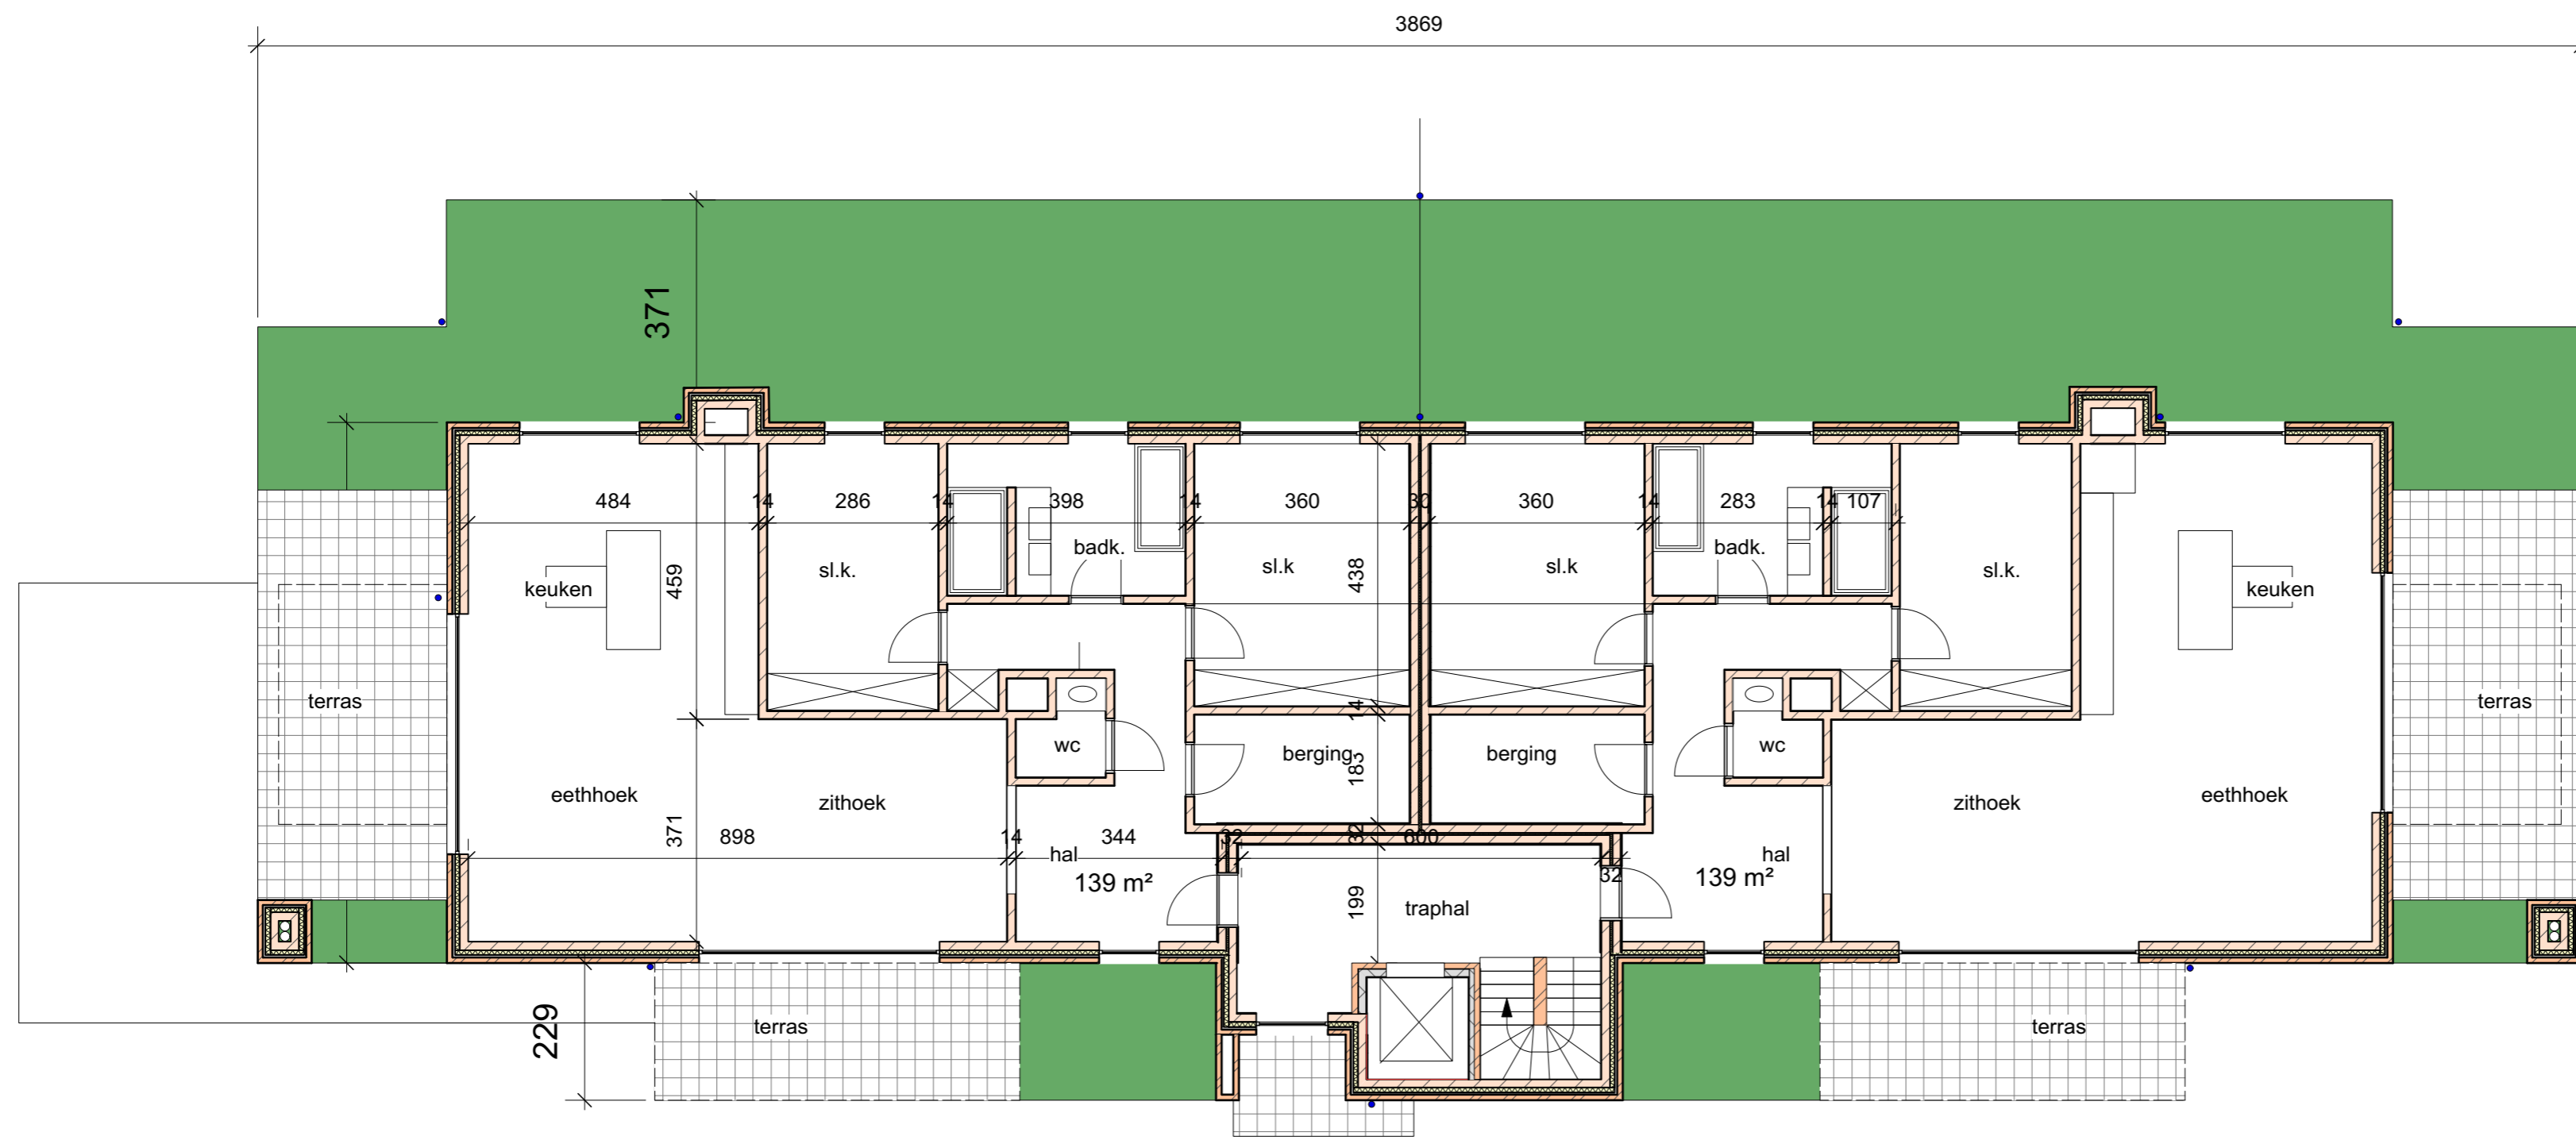 3869
371
484
14
286
14
398
14
360
30
360
14
283
14
107
badk.
badk.
sl.k.
sl.k
438
sl.k
sl.k.
keuken
459
keuken
terras
terras
14
wc
berging
183
berging
wc
eethhoek
zithoek
zithoek
eethhoek
371
898
14
344
32
32
600
hal
139 m²
hal
139 m²
32
199
traphal
229
terras
terras